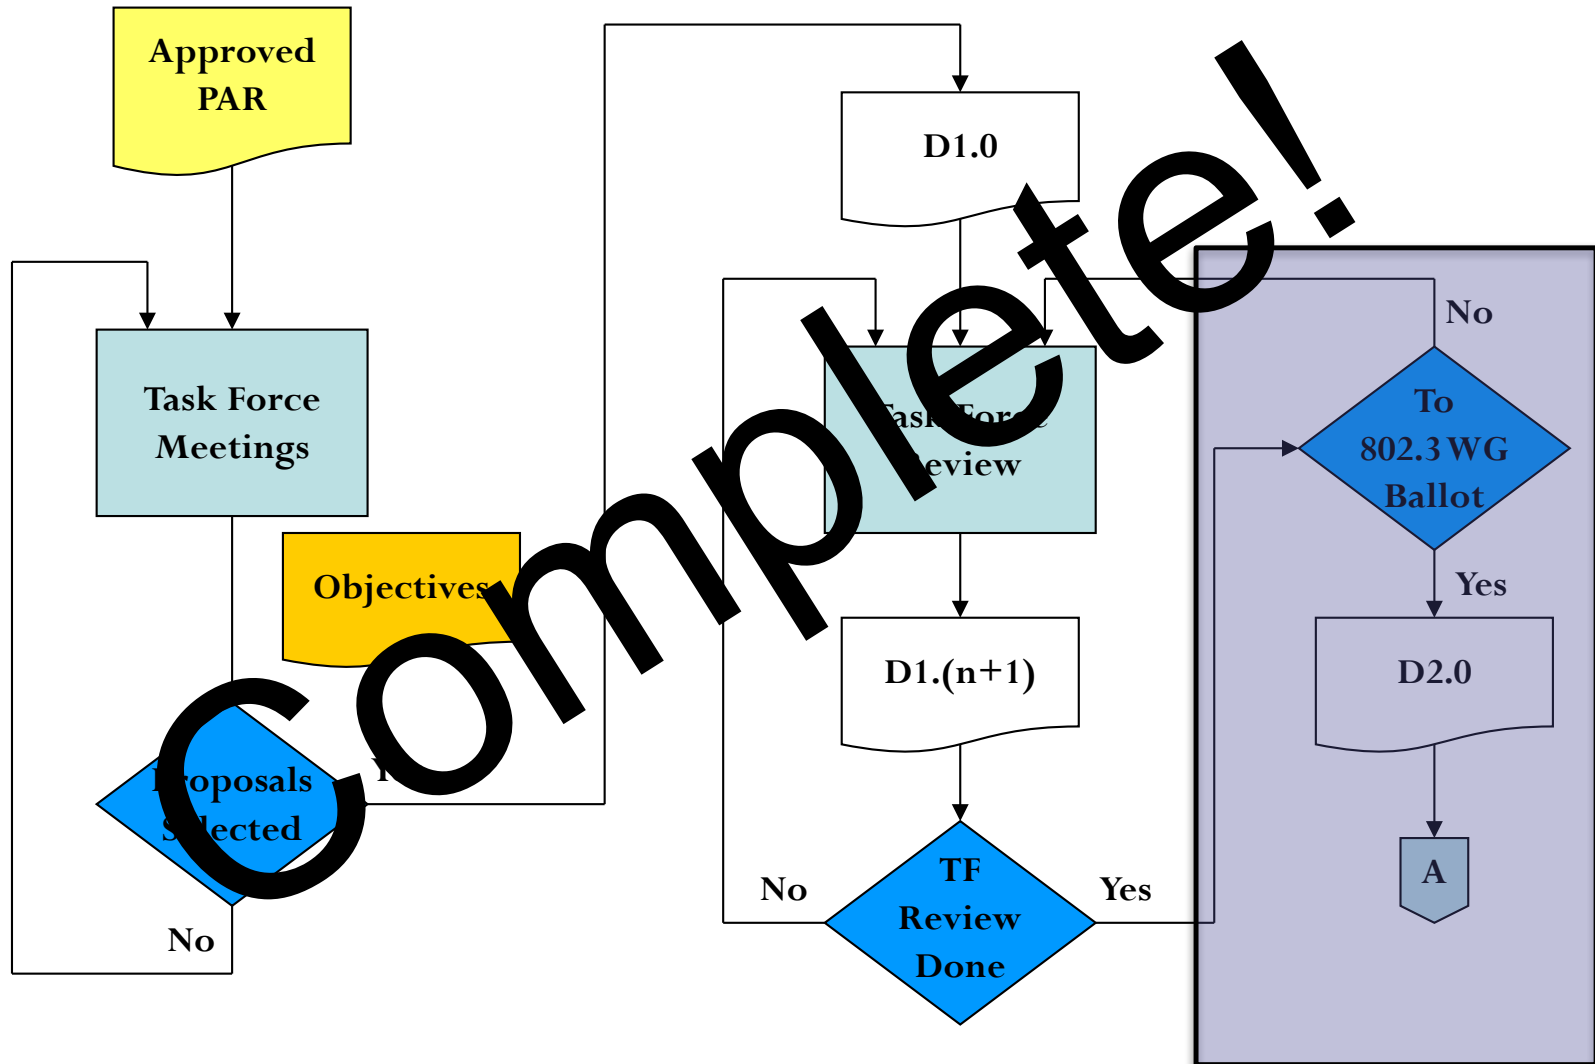 Approved
PAR
Task Force
Meetings
Objectives
Proposals
Selected
Yes
No
D1.0
Task Force
Review
D1.(n+1)
TF
Review
Done
No
Yes
No
To
802.3 WG
Ballot
Yes
D2.0
A
Complete!